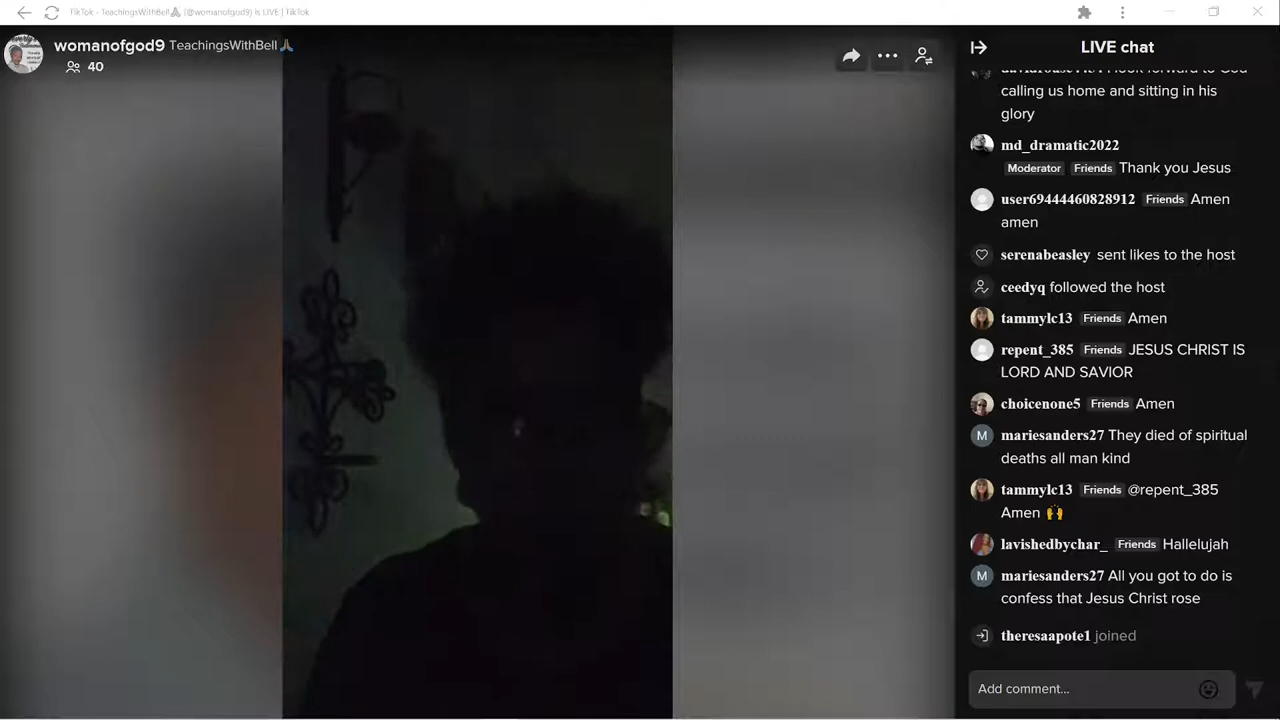 TikTok - TeachingsWithBell🙏 (@womanofgod9) is LIVE | TikTok
womanofgod9 TeachingsWithBell🙏
40
LIVE chat
calling us home and sitting in his
glory
md_dramatic2022
Moderator Friends Thank you Jesus
user69444460828912 Friends Amen
amen
serenabeasley sent likes to the host
ceedyq followed the host
tammylc13 Friends Amen
repent_385 Friends JESUS CHRIST IS
LORD AND SAVIOR
choicenone5 Friends Amen
M mariesanders27 They died of spiritual
deaths all man kind
tammylc13 Friends @repent_385
Amen 🙌
lavishedbychar_ Friends Hallelujah
M mariesanders27 All you got to do is
confess that Jesus Christ rose
theresaapote1 joined
Add comment...